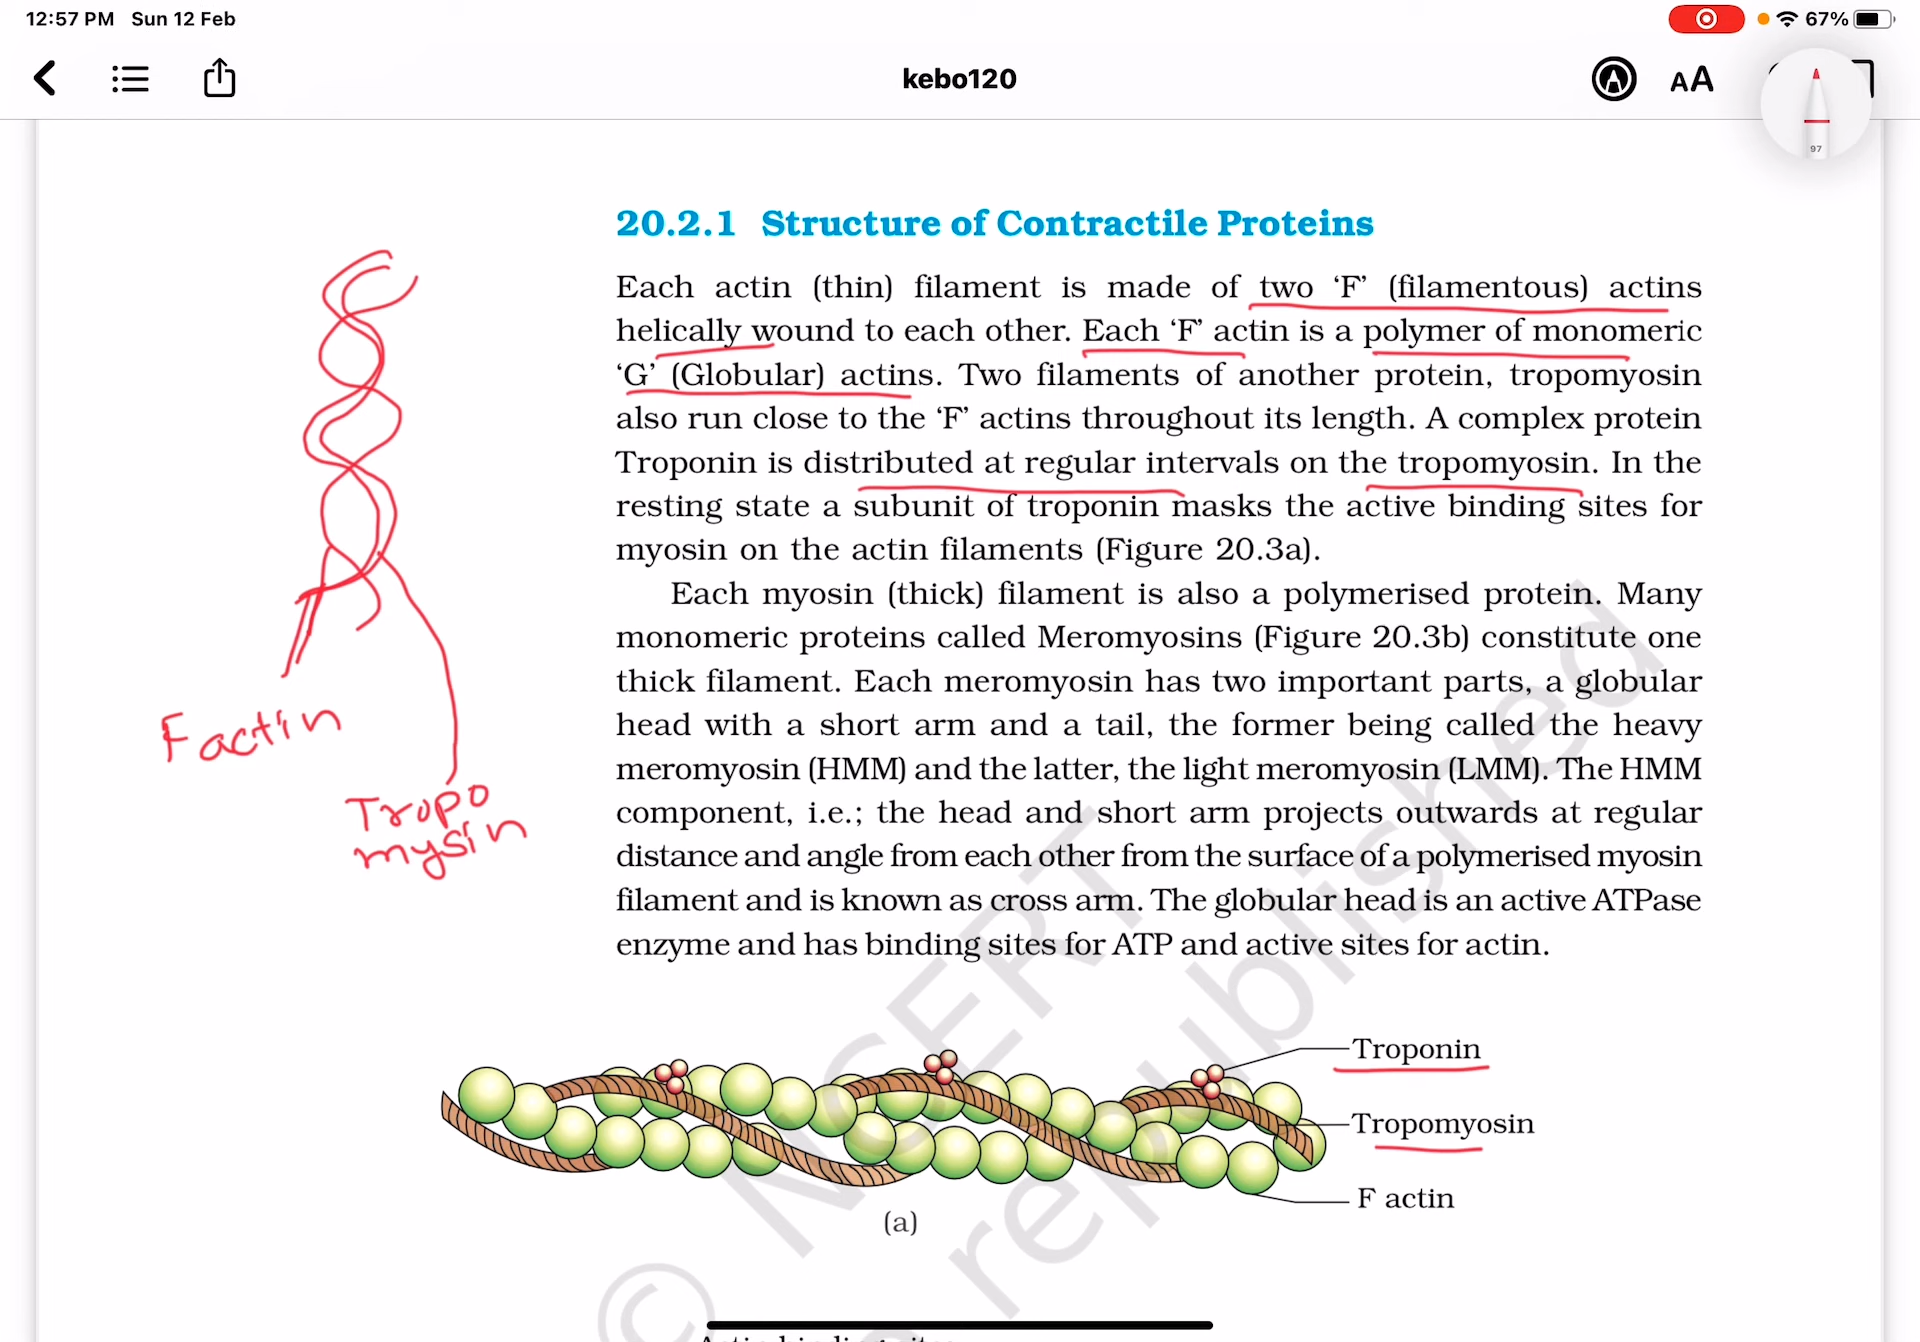 12:57 PM Sun 12 Feb
67%
kebo120
AA
97
20.2.1 Structure of Contractile Proteins
Each actin (thin) filament is made of two ‘F’ (filamentous) actins
helically wound to each other. Each ‘F’ actin is a polymer of monomeric
‘G’ (Globular) actins. Two filaments of another protein, tropomyosin
also run close to the ‘F’ actins throughout its length. A complex protein
Troponin is distributed at regular intervals on the tropomyosin. In the
resting state a subunit of troponin masks the active binding sites for
myosin on the actin filaments (Figure 20.3a).
Each myosin (thick) filament is also a polymerised protein. Many
monomeric proteins called Meromyosins (Figure 20.3b) constitute one
thick filament. Each meromyosin has two important parts, a globular
head with a short arm and a tail, the former being called the heavy
meromyosin (HMM) and the latter, the light meromyosin (LMM). The HMM
component, i.e.; the head and short arm projects outwards at regular
distance and angle from each other from the surface of a polymerised myosin
filament and is known as cross arm. The globular head is an active ATPase
enzyme and has binding sites for ATP and active sites for actin.
F actin
Tropo
mysin
Troponin
Tropomyosin
F actin
(a)
© NCERT
republished